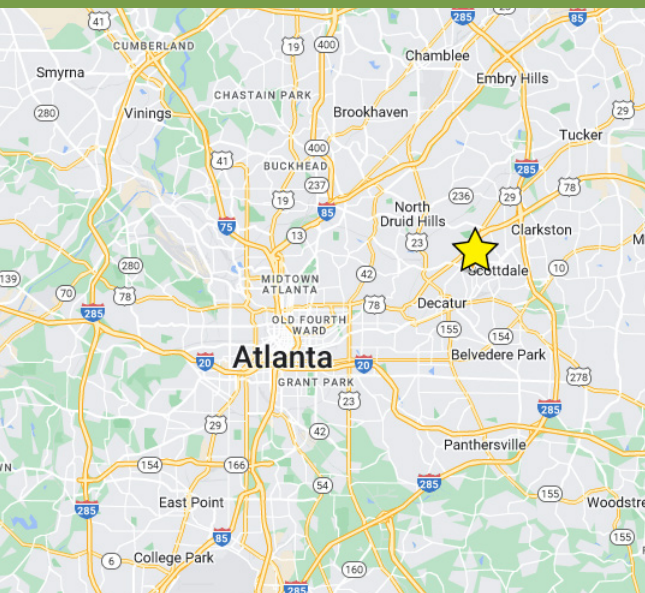 41
285
85
CUMBERLAND
19
400
Chamblee
Smyrna
Embry Hills
CHASTAIN PARK
280
Vinings
Brookhaven
29
Tucker
400
41
BUCKHEAD
285
237
78
236
29
19
85
North
Druid Hills
75
Clarkston
13
23
M
280
Scottdale
10
139
42
MIDTOWN
ATLANTA
70
78
78
Decatur
285
OLD FOURTH
WARD
155
154
Atlanta
Belvedere Park
20
20
GRANT PARK
278
23
285
29
42
Panthersville
WN
154
166
54
285
155
East Point
Woodstre
285
85
155
6
College Park
160
285